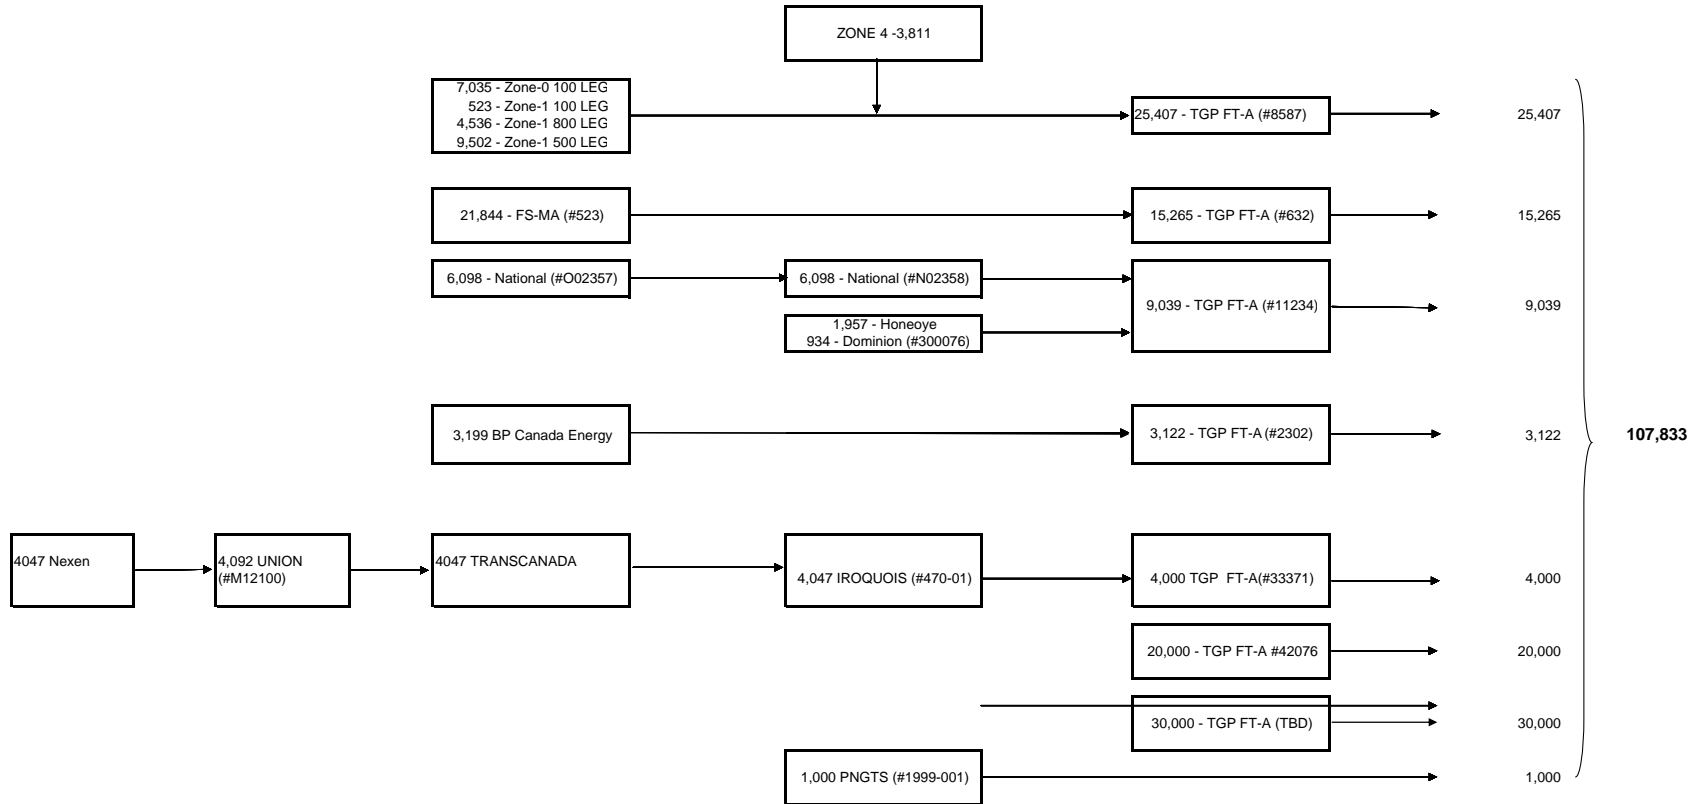 ZONE 4 -3,811
7,035 - Zone-0 100 LEG
523 - Zone-1 100 LEG
4,536 - Zone-1 800 LEG
9,502 - Zone-1 500 LEG
25,407 - TGP FT-A (#8587)
25,407
21,844 - FS-MA (#523)
15,265 - TGP FT-A (#632)
15,265
6,098 - National (#O02357)
6,098 - National (#N02358)
1,957 - Honeoye
934 - Dominion (#300076)
9,039 - TGP FT-A (#11234)
9,039
3,199 BP Canada Energy
3,122 - TGP FT-A (#2302)
3,122
107,833
4047 Nexen
4,092 UNION
(#M12100)
4047 TRANSCANADA
4,047 IROQUOIS (#470-01)
4,000 TGP FT-A(#33371)
4,000
20,000 - TGP FT-A #42076
20,000
30,000 - TGP FT-A (TBD)
30,000
1,000 PNGTS (#1999-001)
1,000